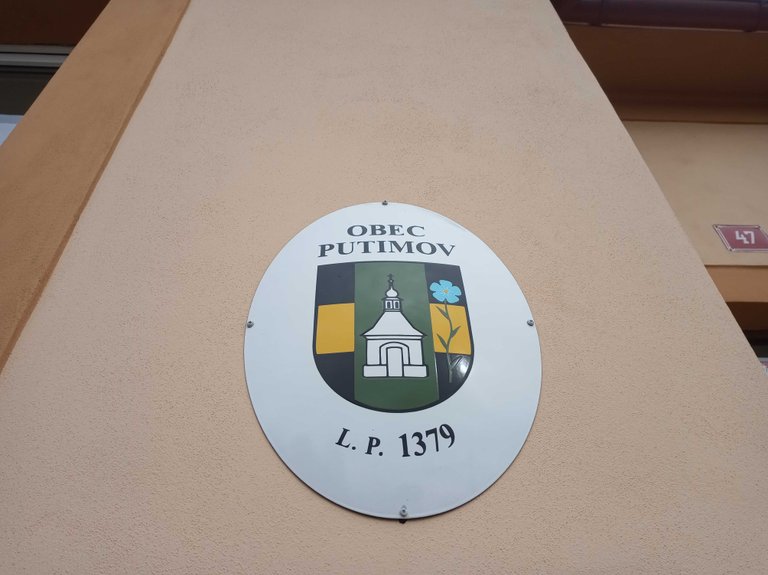 OBEC
PUTIMOV
L. P. 1379
47